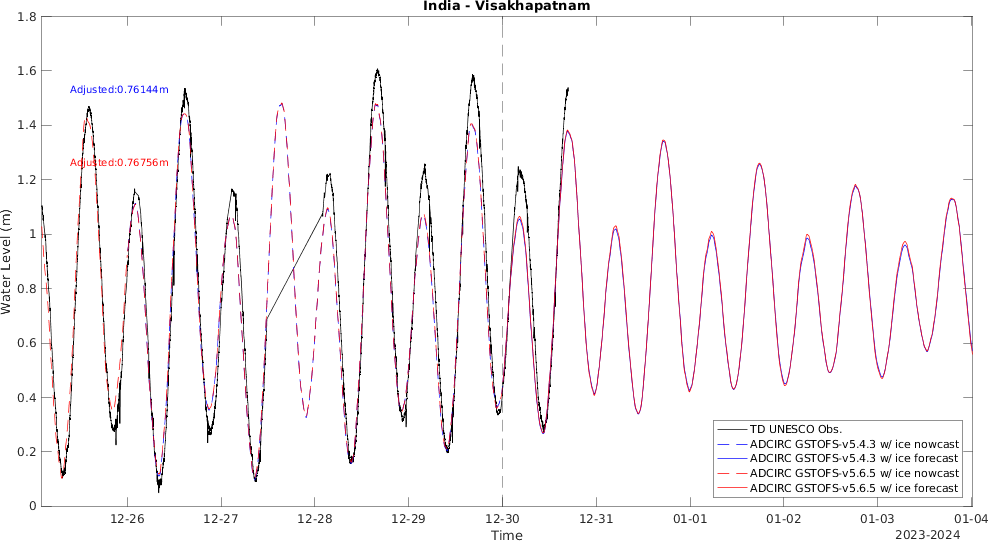 India - Visakhapatnam
1.8
1.6
1.4
1.2
1
0.8
0.6
0.4
0.2
0
Water Level (m)
Adjusted:0.76144m
Adjusted:0.76756m
TD UNESCO Obs.
ADCIRC GSTOFS-v5.4.3 w/ ice nowcast
ADCIRC GSTOFS-v5.4.3 w/ ice forecast
ADCIRC GSTOFS-v5.6.5 w/ ice nowcast
ADCIRC GSTOFS-v5.6.5 w/ ice forecast
12-26 12-27 12-28 12-29 12-30 12-31 01-01 01-02 01-03 01-04
Time
2023-2024